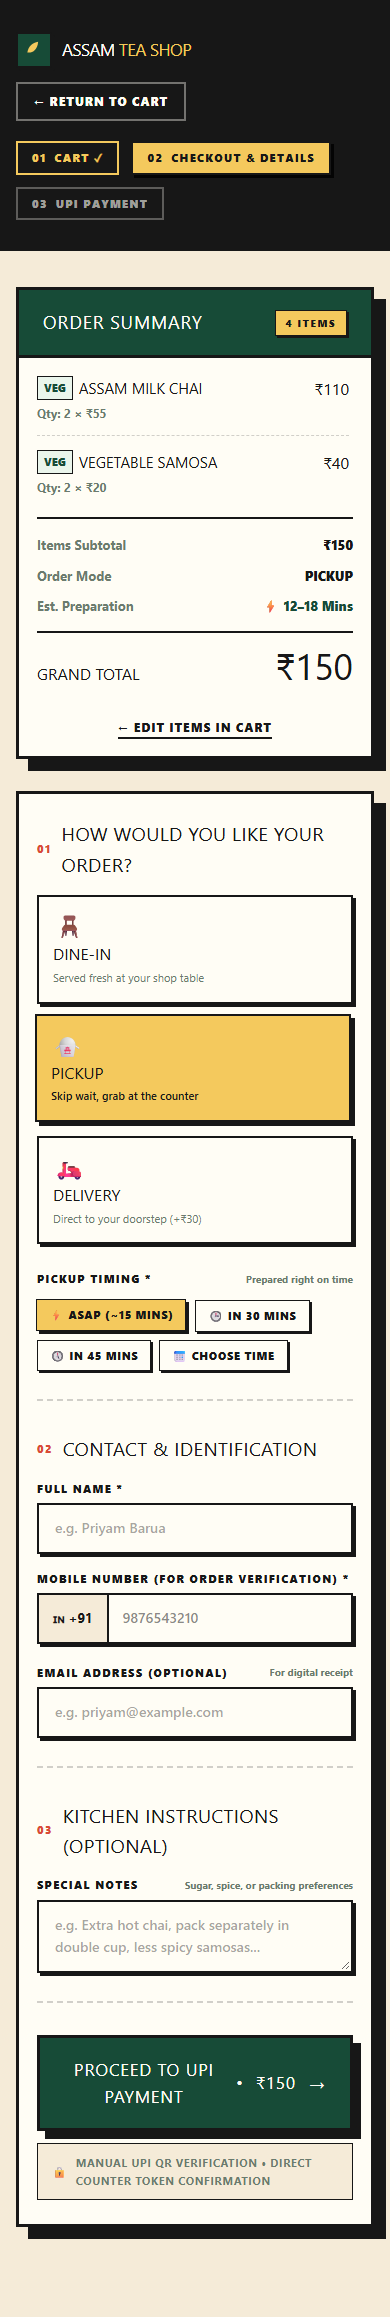 ASSAM TEA SHOP
← RETURN TO CART
01 CART ✓
02 CHECKOUT & DETAILS
03 UPI PAYMENT
ORDER SUMMARY
4 ITEMS
VEG ASSAM MILK CHAI ₹110
Qty: 2 × ₹55
VEG VEGETABLE SAMOSA ₹40
Qty: 2 × ₹20
Items Subtotal ₹150
Order Mode PICKUP
Est. Preparation ⚡ 12–18 Mins
GRAND TOTAL ₹150
← EDIT ITEMS IN CART
01 HOW WOULD YOU LIKE YOUR
ORDER?
DINE-IN
Served fresh at your shop table
PICKUP
Skip wait, grab at the counter
DELIVERY
Direct to your doorstep (+₹30)
PICKUP TIMING * Prepared right on time
⚡ ASAP (~15 MINS)
IN 30 MINS
IN 45 MINS
CHOOSE TIME
02 CONTACT & IDENTIFICATION
FULL NAME *
e.g. Priyam Barua
MOBILE NUMBER (FOR ORDER VERIFICATION) *
IN +91 9876543210
EMAIL ADDRESS (OPTIONAL) For digital receipt
e.g. priyam@example.com
03 KITCHEN INSTRUCTIONS
(OPTIONAL)
SPECIAL NOTES Sugar, spice, or packing preferences
e.g. Extra hot chai, pack separately in
double cup, less spicy samosas...
PROCEED TO UPI
PAYMENT • ₹150 →
MANUAL UPI QR VERIFICATION • DIRECT
COUNTER TOKEN CONFIRMATION